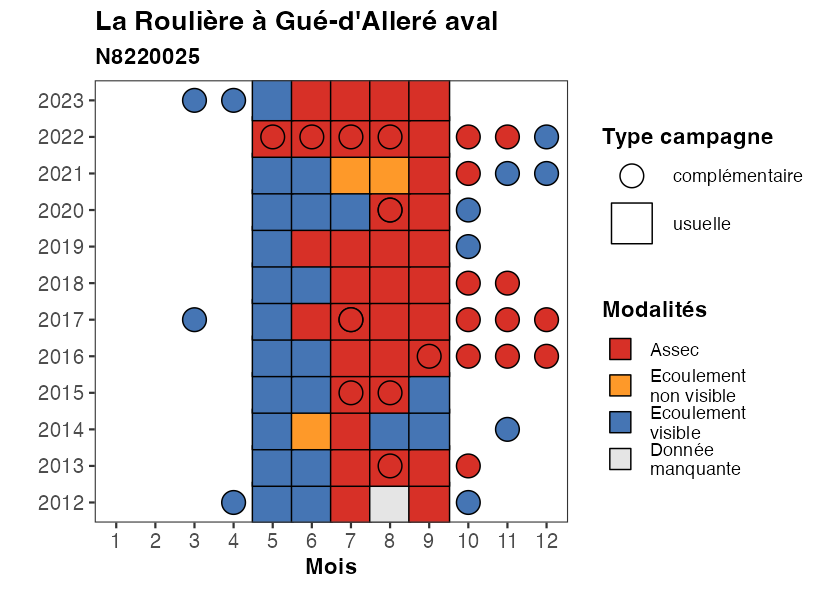 La Roulière à Gué-d'Alleré aval
N8220025
2023
2022
2021
2020
2019
2018
2017
2016
2015
2014
2013
2012
1 2 3 4 5 6 7 8 9 10 11 12
Mois
Type campagne
complémentaire
usuelle
Modalités
Assec
Ecoulement
non visible
Ecoulement
visible
Donnée
manquante